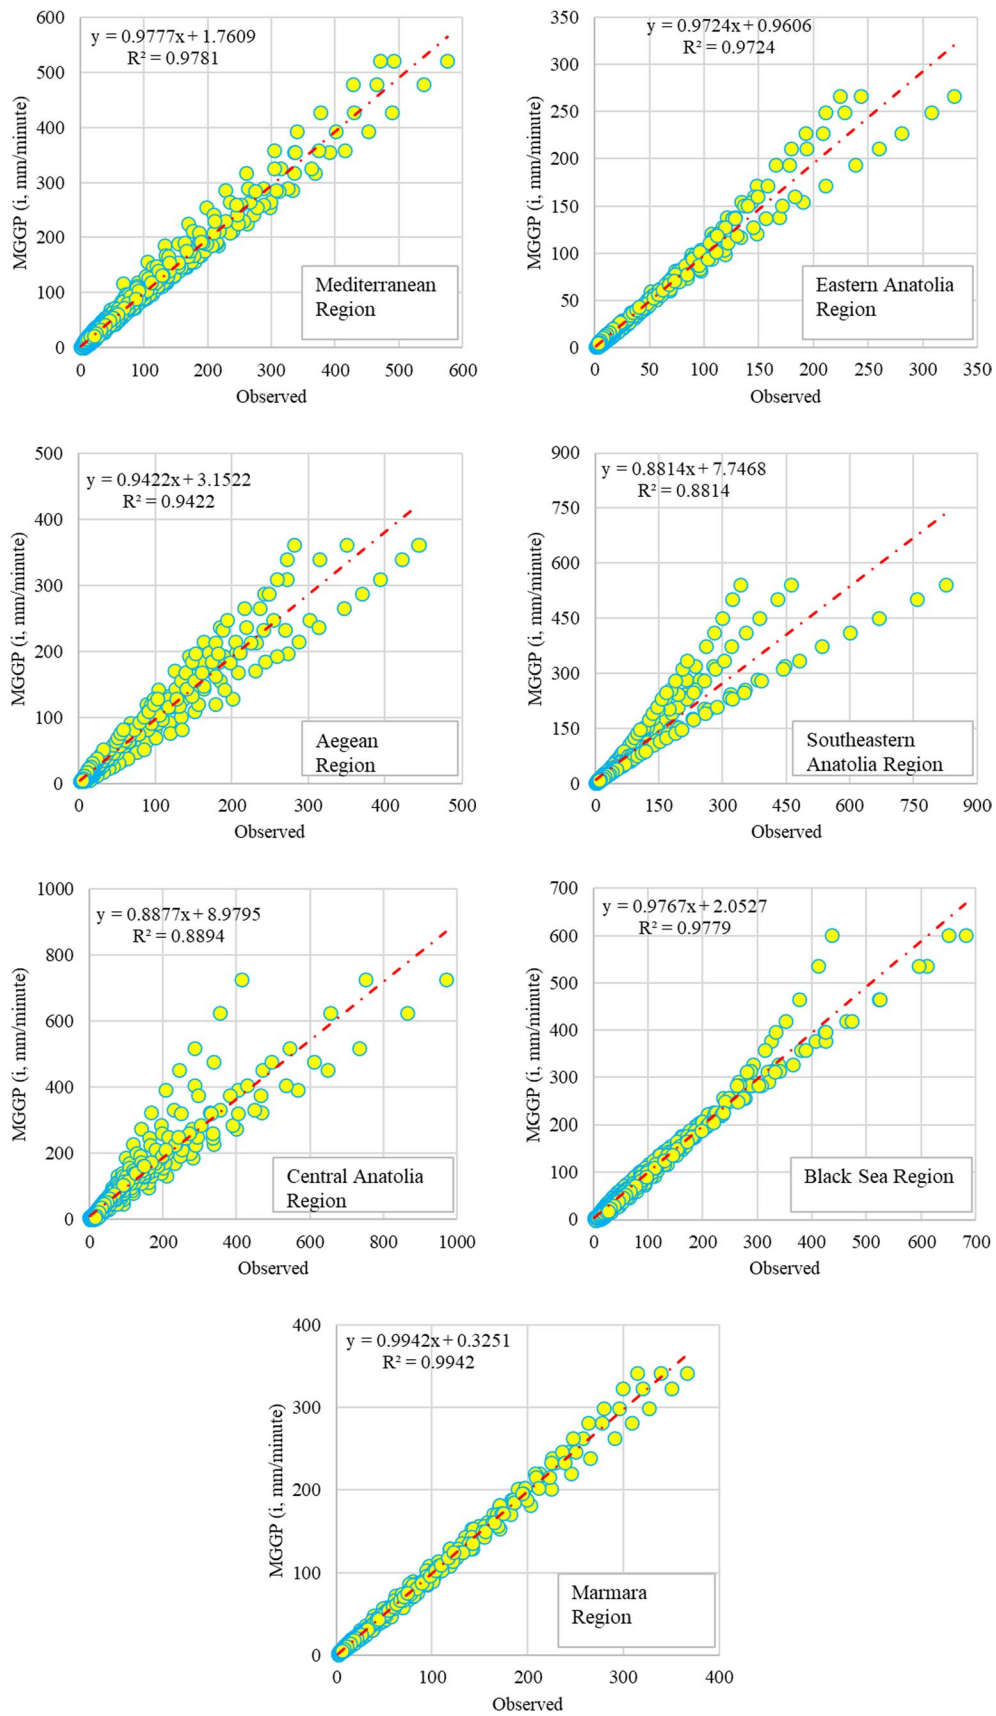 600
500
400
300
200
100
0
MGGP (i, mm/minute)
y = 0.9777x + 1.7609
R² = 0.9781
Mediterranean
Region
0 100 200 300 400 500 600
Observed
350
300
250
200
150
100
50
0
MGGP (i, mm/minute)
y = 0.9724x + 0.9606
R² = 0.9724
Eastern Anatolia
Region
0 50 100 150 200 250 300 350
Observed
500
400
300
200
100
0
MGGP (i, mm/minute)
y = 0.9422x + 3.1522
R² = 0.9422
Aegean
Region
0 100 200 300 400 500
Observed
900
750
600
450
300
150
0
MGGP (i, mm/minute)
y = 0.8814x + 7.7468
R² = 0.8814
Southeastern
Anatolia Region
0 150 300 450 600 750 900
Observed
1000
800
600
400
200
0
MGGP (i, mm/minute)
y = 0.8877x + 8.9795
R² = 0.8894
Central Anatolia
Region
0 200 400 600 800 1000
Observed
700
600
500
400
300
200
100
0
MGGP (i, mm/minute)
y = 0.9767x + 2.0527
R² = 0.9779
Black Sea Region
0 100 200 300 400 500 600 700
Observed
400
300
200
100
0
MGGP (i, mm/minute)
y = 0.9942x + 0.3251
R² = 0.9942
Marmara
Region
0 100 200 300 400
Observed